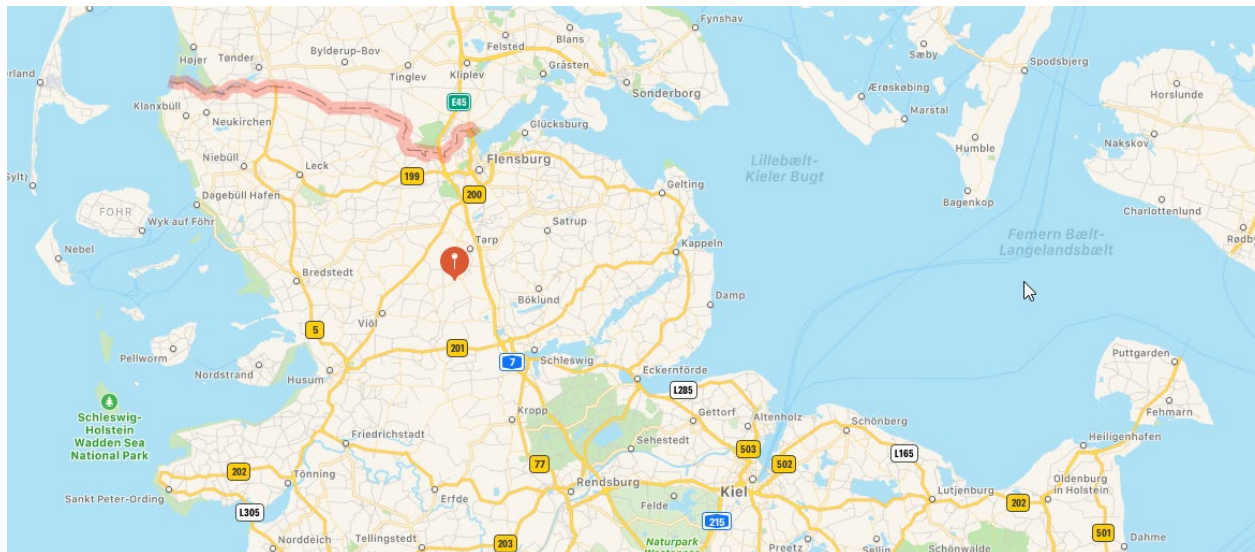 Fynshav
Blans
Felsted
Sæby
Højer
Tønder
Bylderup-Bov
Tinglev
Kliplev
Gråsten
Spodsbjerg
erland
Sonderborg
Ærøskøbing
Horslunde
Klanxbüll
E45
Marstal
Neukirchen
Glücksburg
Nakskov
Humble
Niebüll
Leck
Flensburg
Lillebælt-
Kieler Bugt
199
Sylt)
Dagebüll Hafen
200
Gelting
Bagenkop
Charlottenlund
FOHR
Wyk auf Föhr
Satrup
Femern Bælt-
Langelandsbælt
Rødby
Nebel
Tarp
Kappeln
Bredstedt
Böklund
Damp
Viöl
5
201
Pellworm
7
Schleswig
Puttgarden
Nordstrand
Husum
Eckernförde
L285
Schleswig-
Holstein
Wadden Sea
National Park
Kropp
Gettorf
Altenholz
Schönberg
Fehmarn
Friedrichstadt
Sehestedt
503
502
L165
Heiligenhafen
202
Tönning
77
Sankt Peter-Ording
Erfde
Rendsburg
Kiel
Lutjenburg
202
Oldenburg
in Holstein
L305
Felde
215
501
Norddeich
Tellingstedt
203
Naturpark
Preetz
Schönwalde
Dahme